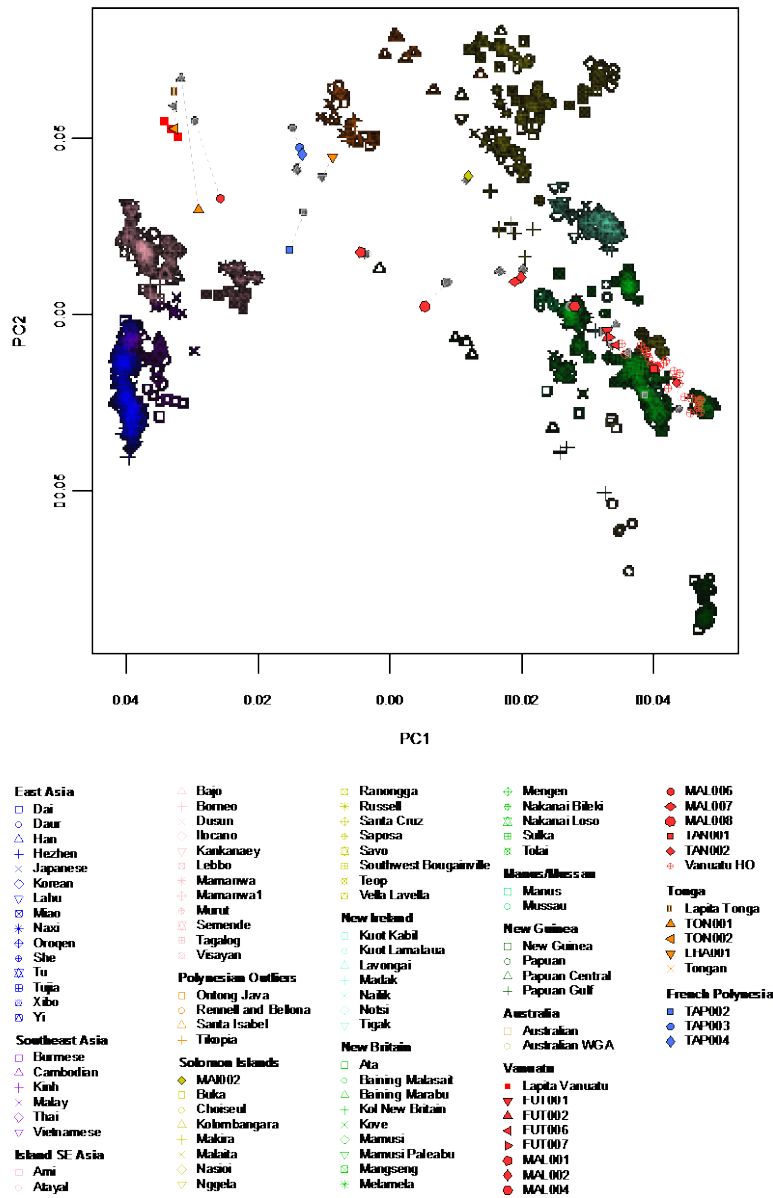 0.05
0.00
▯0.05
PC2
0.04
0.02
0.00
▯0.02
▯0.04
PC1
East Asia
Dai
Daur
Han
Hezhen
Japanese
Korean
Lahu
Miao
Naxi
Oroqen
She
Tu
Tujia
Xibo
Yi
Southeast Asia
Burmese
Cambodian
Kinh
Malay
Thai
Vietnamese
Island SE Asia
Ami
Atayal
Bajo
Borneo
Dusun
Ilocano
Kankanaey
Lebbo
Mamanwa
Mamanwa1
Murut
Semende
Tagalog
Visayan
Polynesian Outliers
Ontong Java
Rennell and Bellona
Santa Isabel
Tikopia
Solomon Islands
MAI002
Buka
Choiseul
Kolombangara
Makira
Malaita
Nasioi
Nggela
Ranongga
Russell
Santa Cruz
Saposa
Savo
Southwest Bougainville
Teop
Vella Lavella
New Ireland
Kuot Kabil
Kuot Lamalaua
Lavongai
Madak
Nailik
Notsi
Tigak
New Britain
Ata
Baining Malasait
Baining Marabu
Kol New Britain
Kove
Mamusi
Mamusi Paleabu
Mangseng
Melamela
Mengen
Nakanai Bileki
Nakanai Loso
Sulka
Tolai
Manus/Mussau
Manus
Mussau
New Guinea
New Guinea
Papuan
Papuan Central
Papuan Gulf
Australia
Australian
Australian WGA
Vanuatu
Lapita Vanuatu
FUT001
FUT002
FUT006
FUT007
MAL001
MAL002
MAL004
MAL006
MAL007
MAL008
TAN001
TAN002
Vanuatu HO
Tonga
Lapita Tonga
TON001
TON002
LHA001
Tongan
French Polynesia
TAP002
TAP003
TAP004